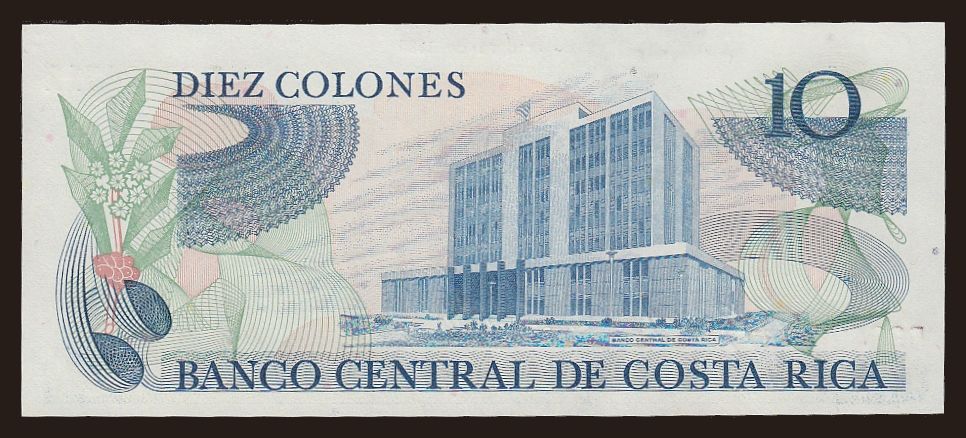 DIEZ COLONES
10
BANCO CENTRAL DE COSTA RICA
BANCO CENTRAL DE COSTA RICA